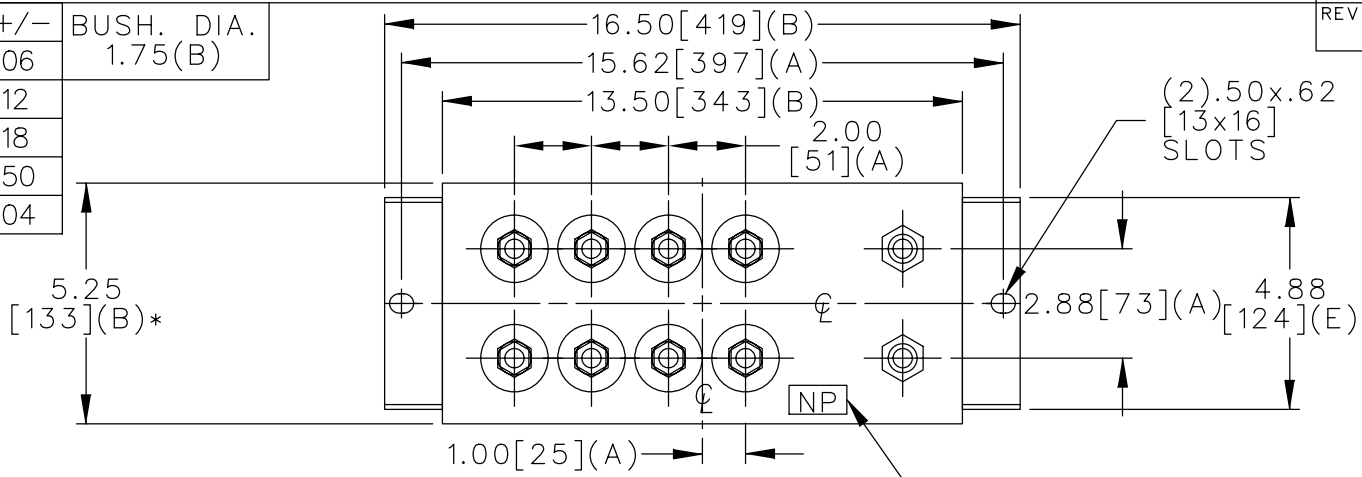 +/-
06
12
18
50
04
BUSH. DIA.
1.75(B)
16.50[419](B)
15.62[397](A)
13.50[343](B)
2.00
[51](A)
(2).50x.62
[13x16]
SLOTS
REV
5.25
[133](B)*
2.88[73](A)
4.88
[124](E)
℄
℄
NP
1.00[25](A)